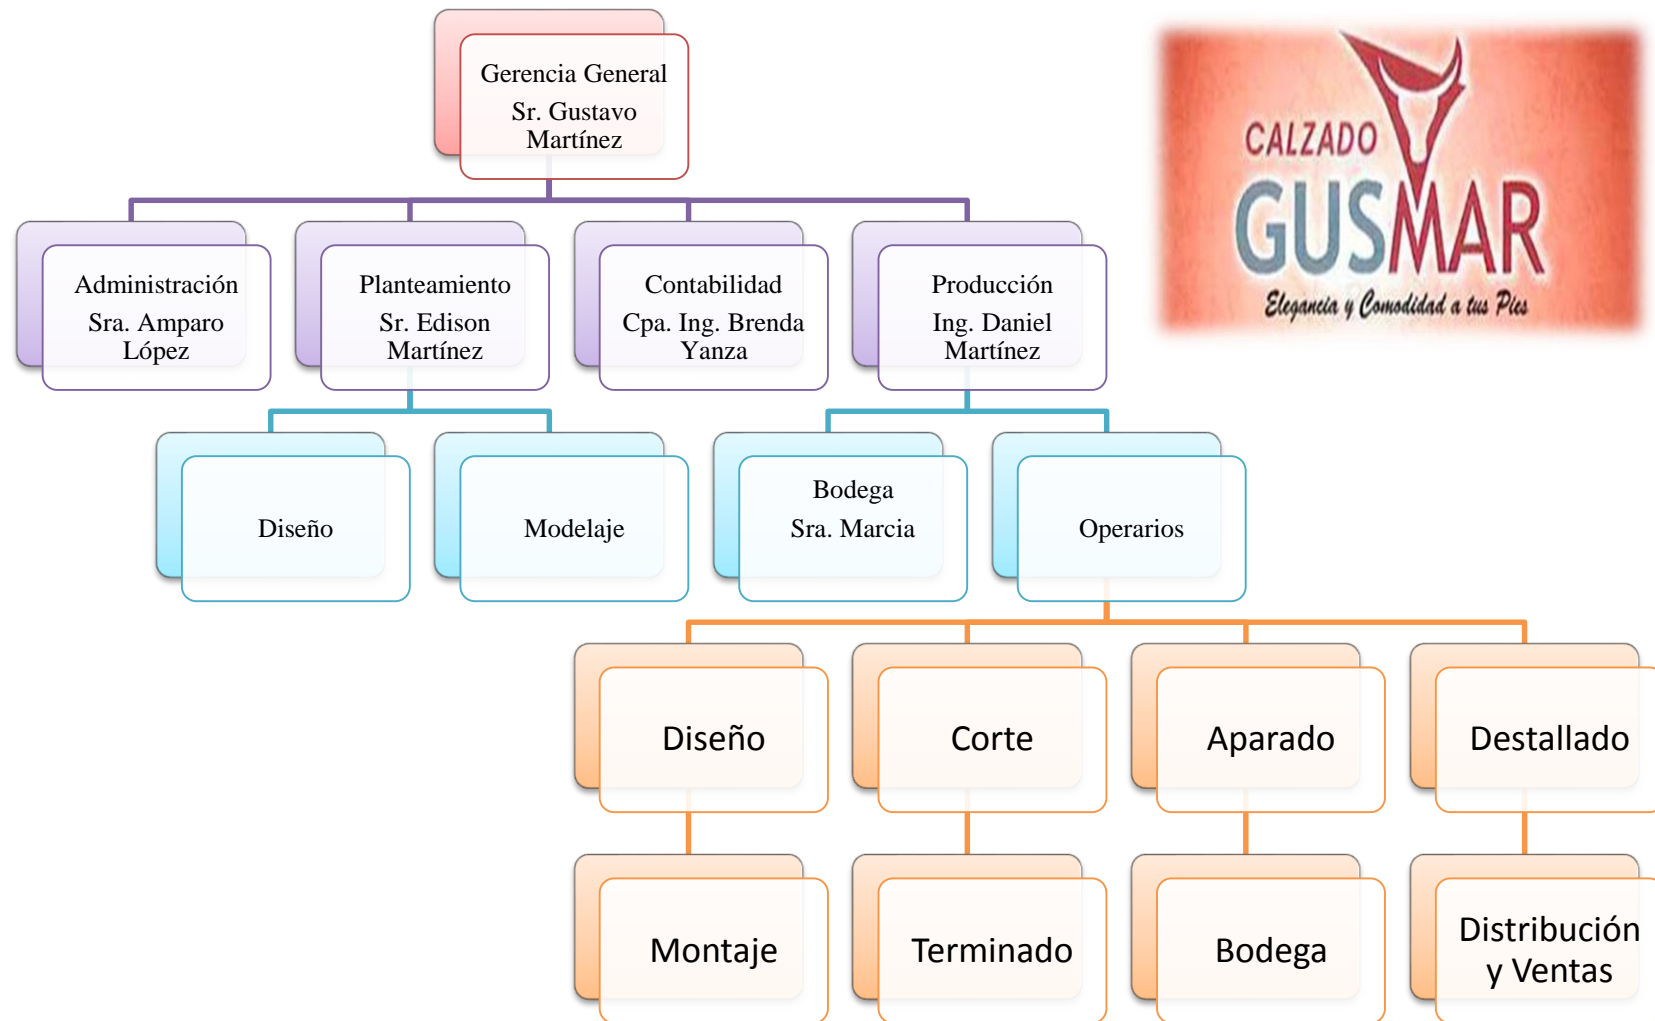 Gerencia General
Sr. Gustavo
Martínez
CALZADO
GUSMAR
Elegancia y Comodidad a tus Pies
Administración
Sra. Amparo
López
Planteamiento
Sr. Edison
Martínez
Contabilidad
Cpa. Ing. Brenda
Yanza
Producción
Ing. Daniel
Martínez
Diseño
Modelaje
Bodega
Sra. Marcia
Operarios
Diseño
Corte
Aparado
Destallado
Montaje
Terminado
Bodega
Distribución
y Ventas